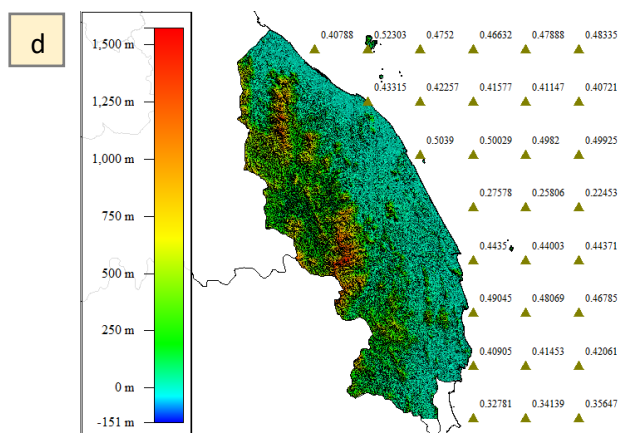 d
1,500 m
1,250 m
1,000 m
750 m
500 m
250 m
0 m
-151 m
0.40788 0.52303 0.4752 0.46632 0.47888 0.48335
0.43315 0.42257 0.41577 0.41147 0.40721
0.5039 0.50029 0.4982 0.49925
0.27578 0.25806 0.22453
0.4435 0.44003 0.44371
0.49045 0.48069 0.46785
0.40905 0.41453 0.42061
0.32781 0.34139 0.35647